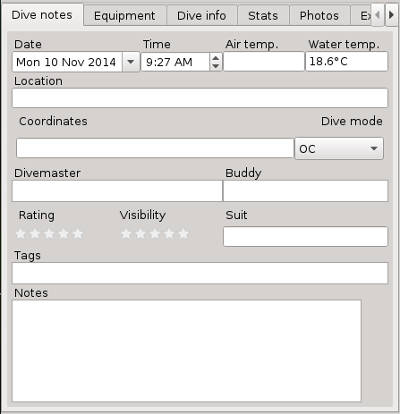 Dive notes Equipment Dive info Stats Photos Ex
Date Time Air temp. Water temp.
Mon 10 Nov 2014 9:27 AM 18.6°C
Location
Coordinates Dive mode
OC
Divemaster Buddy
Rating Visibility Suit
Tags
Notes